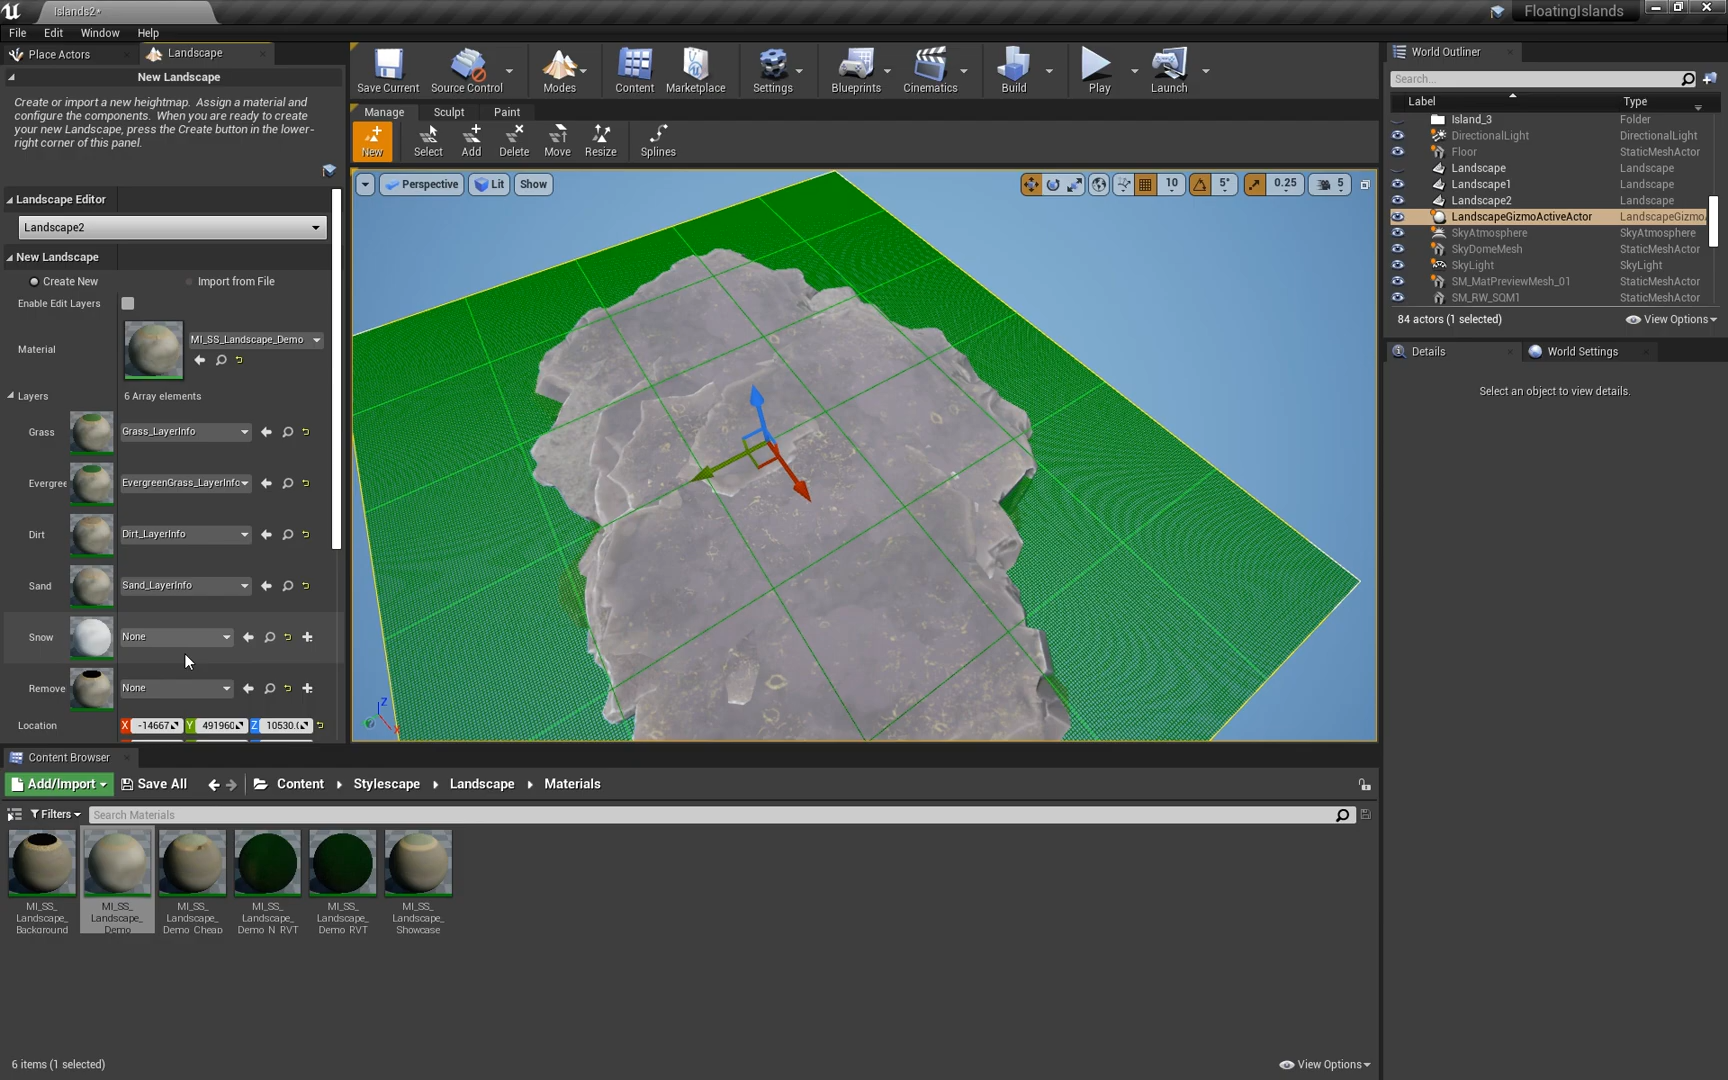 Islands2*
FloatingIslands
File Edit Window Help
Place Actors
Landscape
New Landscape
Create or import a new heightmap. Assign a material and
configure the components. When you are ready to create
your new Landscape, press the Create button in the lower-
right corner of this panel.
Landscape Editor
Landscape2
New Landscape
Create New Import from File
Enable Edit Layers
Material MI_SS_Landscape_Demo
Layers 6 Array elements
Grass Grass_LayerInfo
Evergree EvergreenGrass_LayerInfo
Dirt Dirt_LayerInfo
Sand Sand_LayerInfo
Snow None
Remove None
Location X -14667 Y 491960 Z 10530.(
Save Current Source Control Modes Content Marketplace Settings Blueprints Cinematics Build Play Launch
Manage Sculpt Paint
New Select Add Delete Move Resize Splines
Perspective Lit Show
10 5° 0.25 5
Z
X
World Outliner
Search...
Label Type
Island_3 Folder
DirectionalLight DirectionalLight
Floor StaticMeshActor
Landscape Landscape
Landscape1 Landscape
Landscape2 Landscape
LandscapeGizmoActiveActor LandscapeGizmo
SkyAtmosphere SkyAtmosphere
SkyDomeMesh StaticMeshActor
SkyLight SkyLight
SM_MatPreviewMesh_01 StaticMeshActor
SM_RW_SQM1 StaticMeshActor
84 actors (1 selected) View Options
Details World Settings
Select an object to view details.
Content Browser
Add/Import Save All Content Stylescape Landscape Materials
Filters Search Materials
MI_SS_
Landscape_
Background
MI_SS_
Landscape_
Demo
MI_SS_
Landscape_
Demo_Cheap
MI_SS_
Landscape_
Demo_N_RVT
MI_SS_
Landscape_
Demo_RVT
MI_SS_
Landscape_
Showcase
6 items (1 selected) View Options